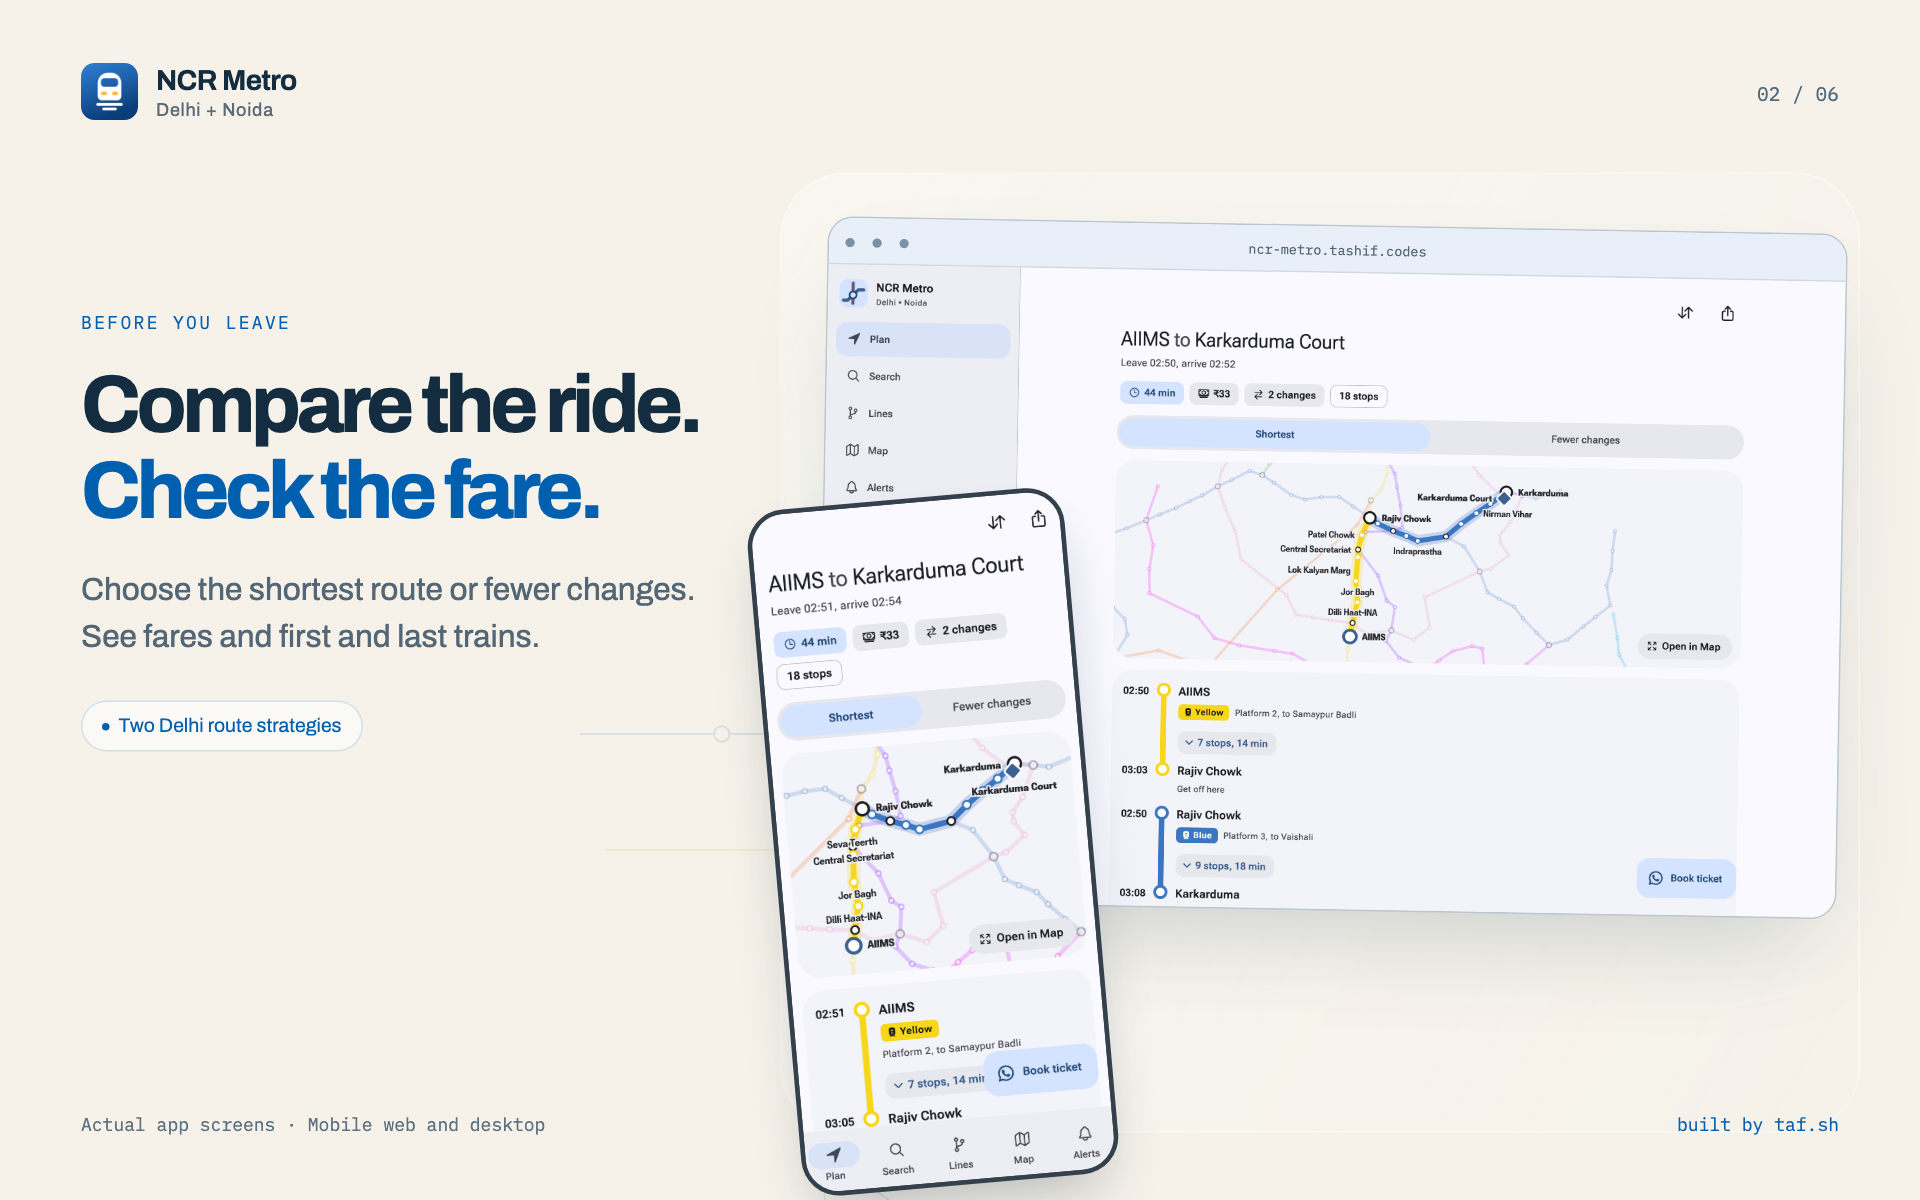 NCR Metro
Delhi + Noida
02 / 06
BEFORE YOU LEAVE
Compare the ride.
Check the fare.
Choose the shortest route or fewer changes.
See fares and first and last trains.
Two Delhi route strategies
Actual app screens · Mobile web and desktop
built by taf.sh
ncr-metro.tashif.codes
NCR Metro
Delhi • Noida
Plan
Search
Lines
Map
Alerts
AIIMS to Karkarduma Court
Leave 02:50, arrive 02:52
44 min
₹33
2 changes
18 stops
Shortest
Fewer changes
Karkarduma Court
Karkarduma
Nirman Vihar
Rajiv Chowk
Patel Chowk
Central Secretariat
Indraprastha
Lok Kalyan Marg
Jor Bagh
Dilli Haat-INA
AIIMS
Open in Map
02:50 AIIMS
Yellow Platform 2, to Samaypur Badli
7 stops, 14 min
03:03 Rajiv Chowk
Get off here
02:50 Rajiv Chowk
Blue Platform 3, to Vaishali
9 stops, 18 min
03:08 Karkarduma
Book ticket
AIIMS to Karkarduma Court
Leave 02:51, arrive 02:54
44 min
₹33
2 changes
18 stops
Shortest
Fewer changes
Karkarduma
Karkarduma Court
Rajiv Chowk
Seva Teerth
Central Secretariat
Jor Bagh
Dilli Haat-INA
AIIMS
Open in Map
02:51 AIIMS
Yellow
Platform 2, to Samaypur Badli
7 stops, 14 min
Book ticket
03:05 Rajiv Chowk
Plan
Search
Lines
Map
Alerts